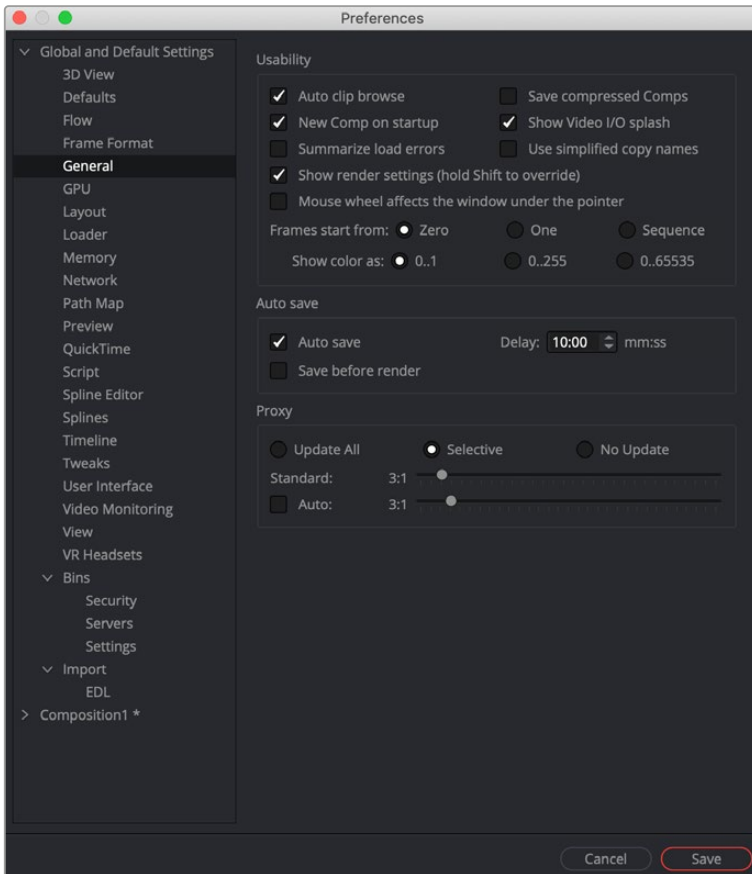 Preferences
Global and Default Settings
3D View
Defaults
Flow
Frame Format
General
GPU
Layout
Loader
Memory
Network
Path Map
Preview
QuickTime
Script
Spline Editor
Splines
Timeline
Tweaks
User Interface
Video Monitoring
View
VR Headsets
Bins
Security
Servers
Settings
Import
EDL
Composition1 *
Usability
Auto clip browse Save compressed Comps
New Comp on startup Show Video I/O splash
Summarize load errors Use simplified copy names
Show render settings (hold Shift to override)
Mouse wheel affects the window under the pointer
Frames start from: Zero One Sequence
Show color as: 0..1 0..255 0..65535
Auto save
Auto save Delay: 10:00 mm:ss
Save before render
Proxy
Update All Selective No Update
Standard: 3:1
Auto: 3:1
Cancel Save